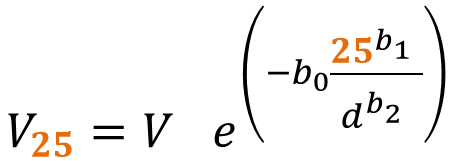 V₂₅ = V e^(−b₀ 25^b₁ / d^b₂)